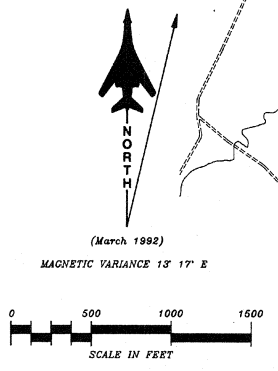 NORTH
(March 1992)
MAGNETIC VARIANCE 13° 17' E
0 500 1000 1500
SCALE IN FEET